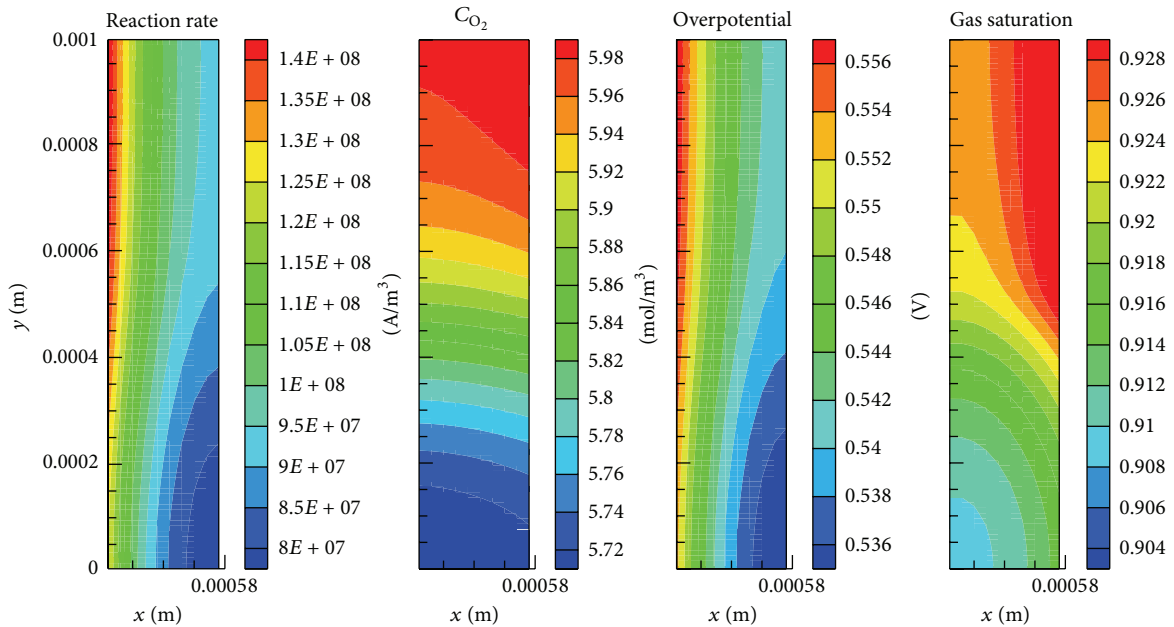 Reaction rate
C_O₂
Overpotential
Gas saturation
y (m)
0.001
0.0008
0.0006
0.0004
0.0002
0
0.00058
x (m)
1.4E + 08
1.35E + 08
1.3E + 08
1.25E + 08
1.2E + 08
1.15E + 08
1.1E + 08
1.05E + 08
1E + 08
9.5E + 07
9E + 07
8.5E + 07
8E + 07
(A/m³)
0.00058
x (m)
5.98
5.96
5.94
5.92
5.9
5.88
5.86
5.84
5.82
5.8
5.78
5.76
5.74
5.72
(mol/m³)
0.00058
x (m)
0.556
0.554
0.552
0.55
0.548
0.546
0.544
0.542
0.54
0.538
0.536
(V)
0.00058
x (m)
0.928
0.926
0.924
0.922
0.92
0.918
0.916
0.914
0.912
0.91
0.906
0.904